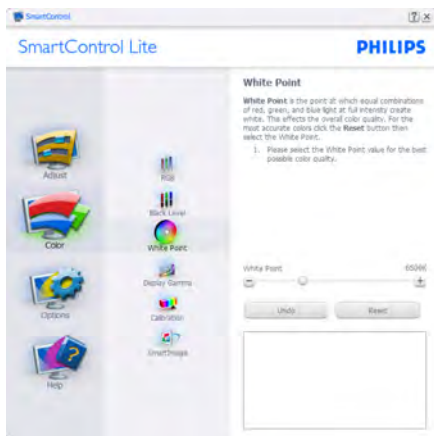 SmartControl
SmartControl Lite
PHILIPS
Adjust
Color
Options
Help
RGB
Black Level
White Point
Display Gamma
Calibration
SmartImage
White Point
White Point is the point at which equal combinations
of red, green, and blue light at full intensity create
white. This effects the overall color quality. For the
most accurate colors click the Reset button then
select the White Point.
1. Please select the White Point value for the best
possible color quality.
White Point 6500K
Undo Reset